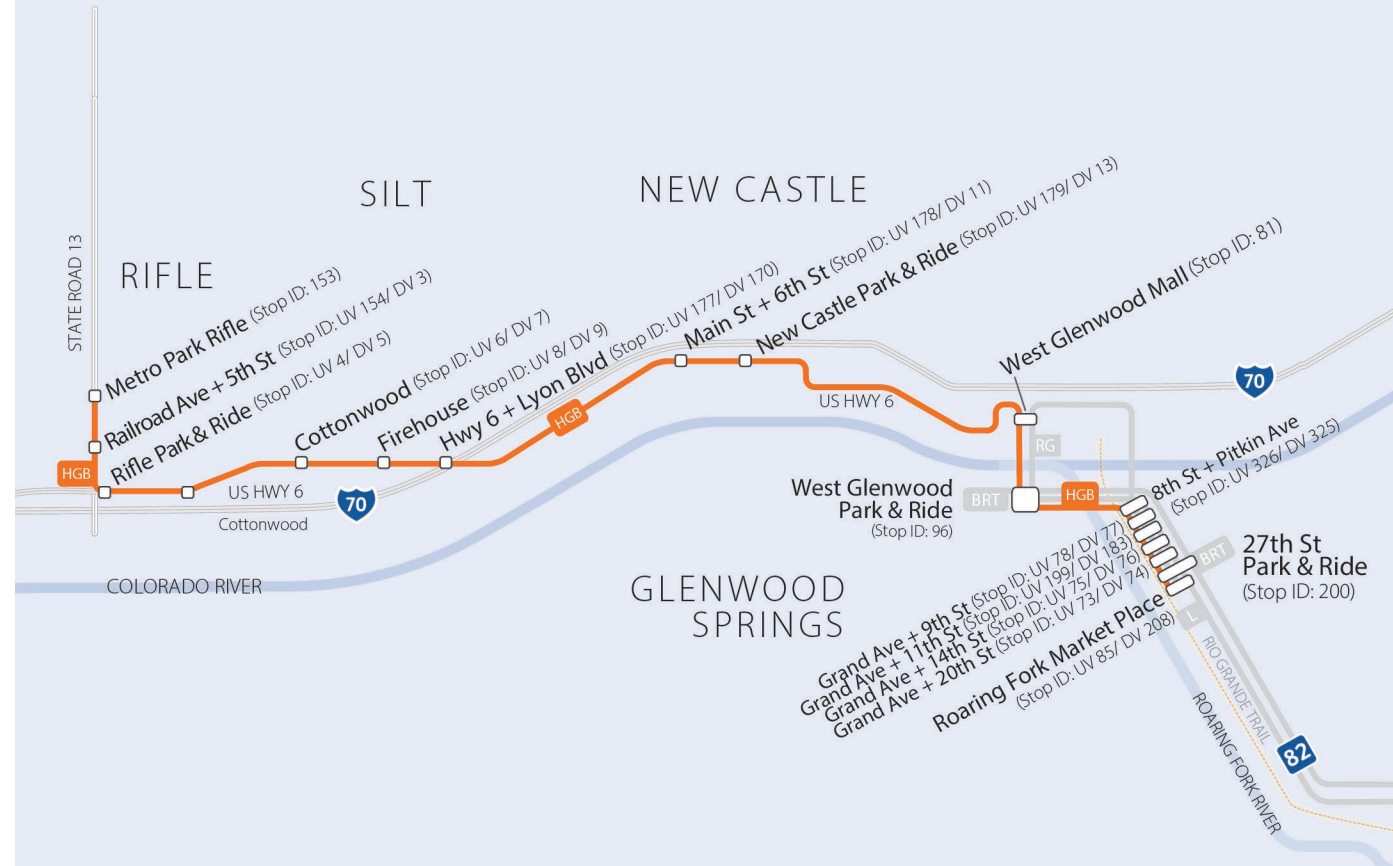 SILT
NEW CASTLE
RIFLE
STATE ROAD 13
Metro Park Rifle (Stop ID: 153)
Railroad Ave + 5th St (Stop ID: UV 154/ DV 3)
Rifle Park& Ride (Stop ID: UV 4/ DV 5)
Cottonwood (Stop ID: UV 6/ DV 7)
Firehouse (Stop ID: UV 8/ DV 9)
Hwy 6 + Lyon Blvd (Stop ID: UV 177/ DV 170)
Main St + 6th St (Stop ID: UV 178/ DV 11)
New Castle Park & Ride (Stop ID: UV 179/ DV 13)
West Glenwood Mall (Stop ID: 81)
HGB
US HWY 6
Cottonwood
70
HGB
US HWY 6
70
RG
COLORADO RIVER
West Glenwood
Park & Ride
(Stop ID: 96)
BRT
HGB
8th St + Pitkin Ave
(Stop ID: UV 326/ DV 325)
BRT
27th St
Park & Ride
(Stop ID: 200)
GLENWOOD
SPRINGS
Grand Ave + 9th St (Stop ID: UV 78/ DV 77)
Grand Ave + 11th St (Stop ID: UV 199/ DV 183)
Grand Ave + 14th St (Stop ID: UV 75/ DV 76)
Grand Ave + 20th St (Stop ID: UV 73/ DV 74)
Roaring Fork Market Place
(Stop ID: UV 85/ DV 208)
L
RIO GRANDE TRAIL
ROARING FORK RIVER
82